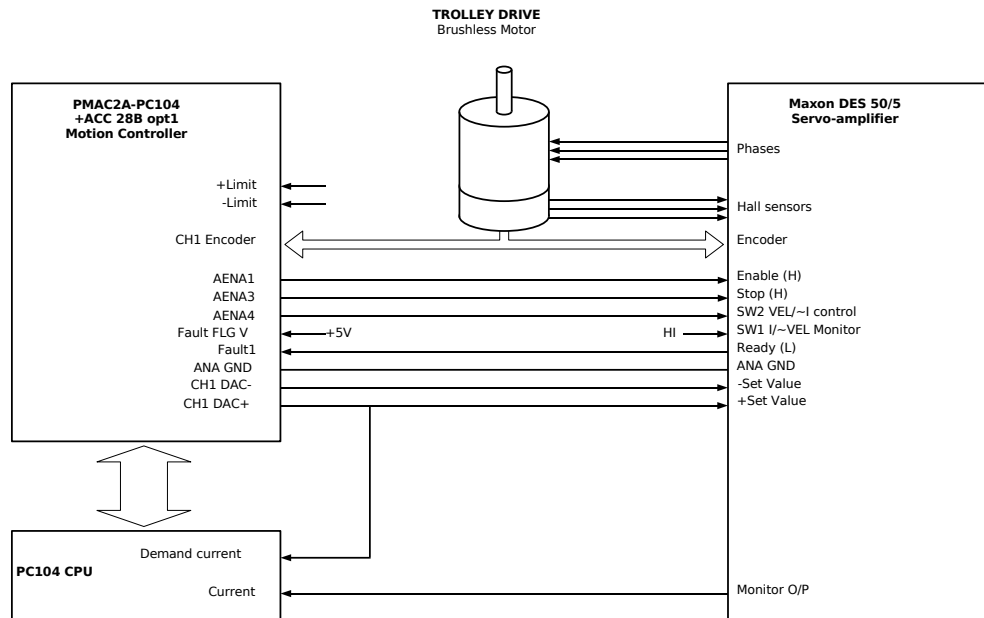 TROLLEY DRIVE
Brushless Motor
PMAC2A-PC104
+ACC 28B opt1
Motion Controller
+Limit
-Limit
CH1 Encoder
AENA1
AENA3
AENA4
Fault FLG V
Fault1
ANA GND
CH1 DAC-
CH1 DAC+
+5V
HI
Maxon DES 50/5
Servo-amplifier
Phases
Hall sensors
Encoder
Enable (H)
Stop (H)
SW2 VEL/~I control
SW1 I/~VEL Monitor
Ready (L)
ANA GND
-Set Value
+Set Value
Monitor O/P
Demand current
PC104 CPU
Current